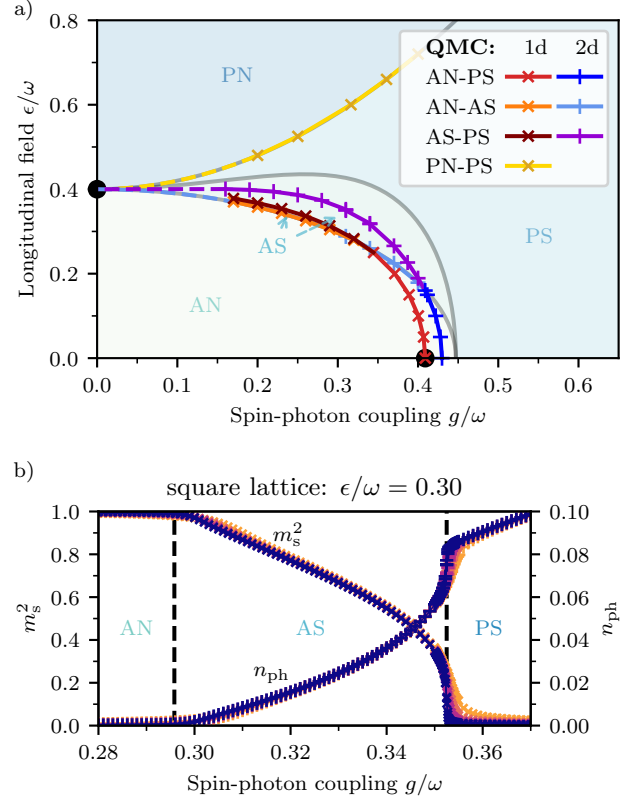 a)
0.8
0.6
0.4
0.2
0.0
Longitudinal field ϵ/ω
PN
AS
PS
AN
QMC: 1d 2d
AN-PS
AN-AS
AS-PS
PN-PS
0.0 0.1 0.2 0.3 0.4 0.5 0.6
Spin-photon coupling g/ω
b)
square lattice: ϵ/ω = 0.30
1.0 0.10
0.8 0.08
0.6 0.06
0.4 0.04
0.2 0.02
0.0 0.00
m_s^2
n_ph
m_s^2
AN AS PS
n_ph
0.28 0.30 0.32 0.34 0.36
Spin-photon coupling g/ω